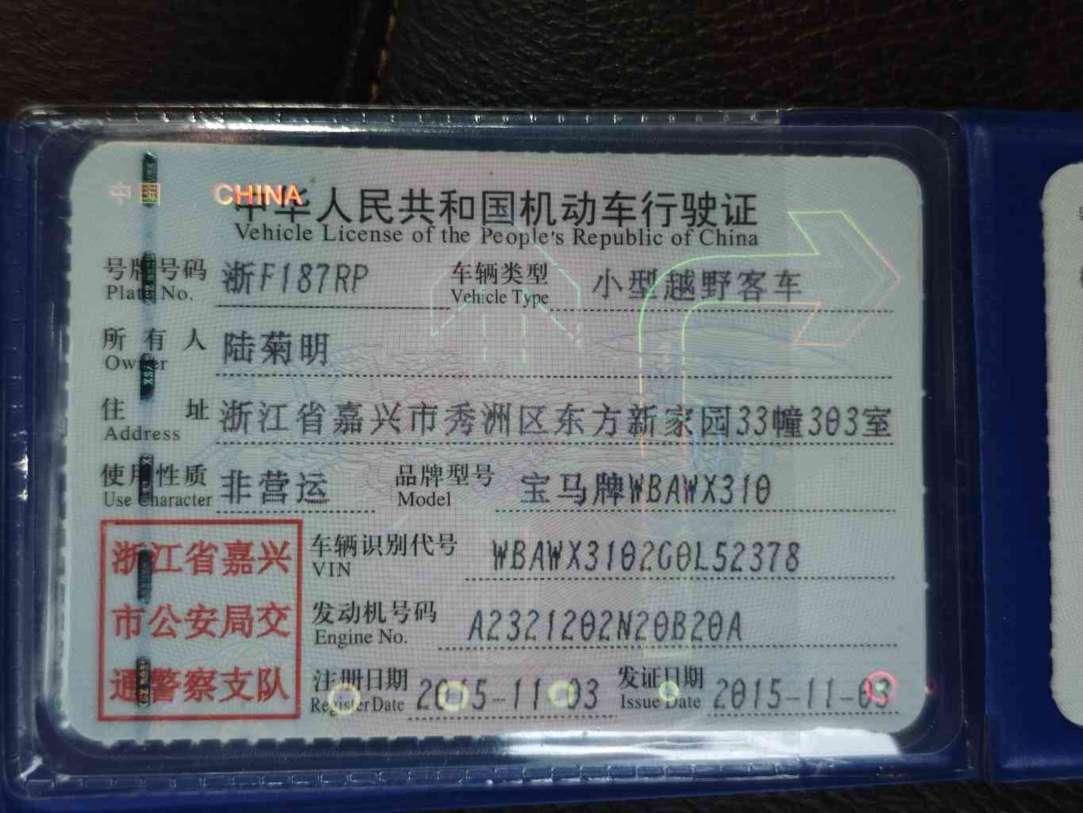 中国 CHINA
中华人民共和国机动车行驶证
Vehicle License of the People's Republic of China
号牌号码 浙F187RP 车辆类型 小型越野客车
Plate No. Vehicle Type
所有人 陆菊明
Owner
住址 浙江省嘉兴市秀洲区东方新家园33幢303室
Address
使用性质 非营运 品牌型号 宝马牌WBAWX310
Use Character Model
浙江省嘉兴
市公安局交
通警察支队
车辆识别代号 WBAWX3102G0L52378
VIN
发动机号码 A2321202N20B20A
Engine No.
注册日期 2015-11-03 发证日期 2015-11-03
Register Date Issue Date